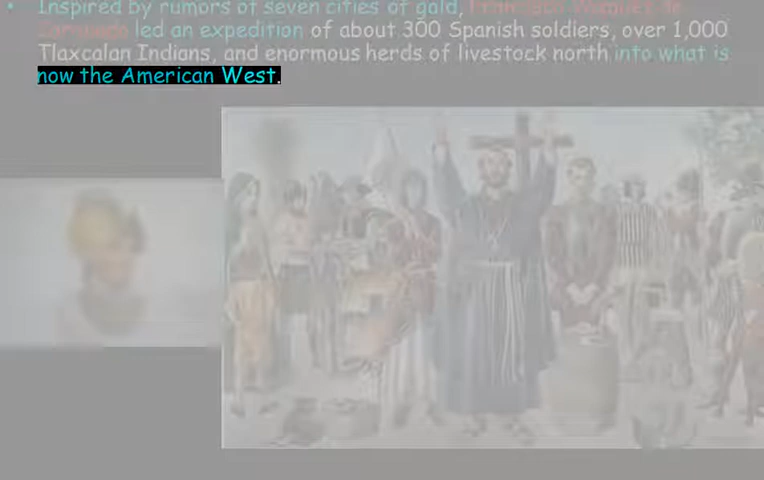 • Inspired by rumors of seven cities of gold, Francisco Vázquez de
Coronado led an expedition of about 300 Spanish soldiers, over 1,000
Tlaxcalan Indians, and enormous herds of livestock north into what is
now the American West.